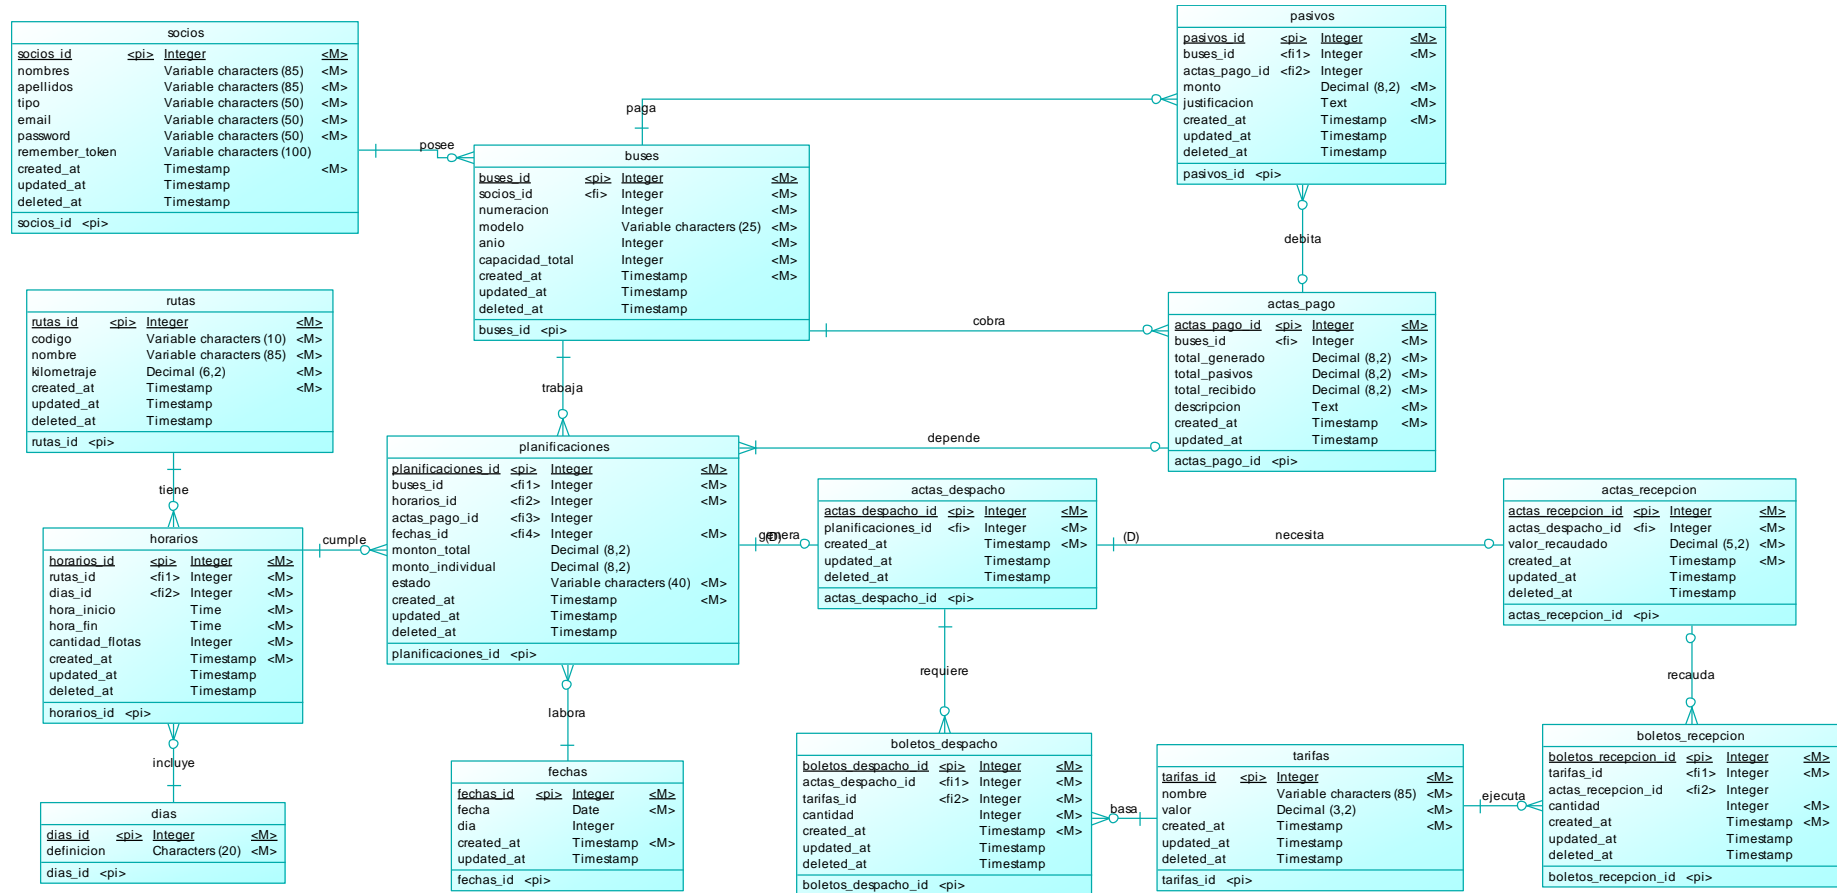 socios
socios_id <pi> Integer <M>
nombres Variable characters (85) <M>
apellidos Variable characters (85) <M>
tipo Variable characters (50) <M>
email Variable characters (50) <M>
password Variable characters (50) <M>
remember_token Variable characters (100)
created_at Timestamp <M>
updated_at Timestamp
deleted_at Timestamp
socios_id <pi>
posee
paga
pasivos
pasivos_id <pi> Integer <M>
buses_id <fi1> Integer <M>
actas_pago_id <fi2> Integer
monto Decimal (8,2) <M>
justificacion Text <M>
created_at Timestamp <M>
updated_at Timestamp
deleted_at Timestamp
pasivos_id <pi>
buses
buses_id <pi> Integer <M>
socios_id <fi> Integer <M>
numeracion Integer <M>
modelo Variable characters (25) <M>
anio Integer <M>
capacidad_total Integer <M>
created_at Timestamp <M>
updated_at Timestamp
deleted_at Timestamp
buses_id <pi>
debita
cobra
trabaja
rutas
rutas_id <pi> Integer <M>
codigo Variable characters (10) <M>
nombre Variable characters (85) <M>
kilometraje Decimal (6,2) <M>
created_at Timestamp <M>
updated_at Timestamp
deleted_at Timestamp
rutas_id <pi>
tiene
actas_pago
actas_pago_id <pi> Integer <M>
buses_id <fi> Integer <M>
total_generado Decimal (8,2) <M>
total_pasivos Decimal (8,2) <M>
total_recibido Decimal (8,2) <M>
descripcion Text <M>
created_at Timestamp <M>
updated_at Timestamp
actas_pago_id <pi>
depende
planificaciones
planificaciones_id <pi> Integer <M>
buses_id <fi1> Integer <M>
horarios_id <fi2> Integer <M>
actas_pago_id <fi3> Integer
fechas_id <fi4> Integer <M>
monton_total Decimal (8,2)
monto_individual Decimal (8,2)
estado Variable characters (40) <M>
created_at Timestamp <M>
updated_at Timestamp
deleted_at Timestamp
planificaciones_id <pi>
cumple
genera
(D)
actas_despacho
actas_despacho_id <pi> Integer <M>
planificaciones_id <fi> Integer <M>
created_at Timestamp <M>
updated_at Timestamp
deleted_at Timestamp
actas_despacho_id <pi>
(D)
necesita
actas_recepcion
actas_recepcion_id <pi> Integer <M>
actas_despacho_id <fi> Integer <M>
valor_recaudado Decimal (5,2) <M>
created_at Timestamp <M>
updated_at Timestamp
deleted_at Timestamp
actas_recepcion_id <pi>
horarios
horarios_id <pi> Integer <M>
rutas_id <fi1> Integer <M>
dias_id <fi2> Integer <M>
hora_inicio Time <M>
hora_fin Time <M>
cantidad_flotas Integer <M>
created_at Timestamp <M>
updated_at Timestamp
deleted_at Timestamp
horarios_id <pi>
incluye
labora
requiere
recauda
dias
dias_id <pi> Integer <M>
definicion Characters (20) <M>
dias_id <pi>
fechas
fechas_id <pi> Integer <M>
fecha Date <M>
dia Integer
created_at Timestamp <M>
updated_at Timestamp
fechas_id <pi>
boletos_despacho
boletos_despacho_id <pi> Integer <M>
actas_despacho_id <fi1> Integer <M>
tarifas_id <fi2> Integer <M>
cantidad Integer <M>
created_at Timestamp <M>
updated_at Timestamp
deleted_at Timestamp
boletos_despacho_id <pi>
basa
tarifas
tarifas_id <pi> Integer <M>
nombre Variable characters (85) <M>
valor Decimal (3,2) <M>
created_at Timestamp <M>
updated_at Timestamp
deleted_at Timestamp
tarifas_id <pi>
ejecuta
boletos_recepcion
boletos_recepcion_id <pi> Integer <M>
tarifas_id <fi1> Integer <M>
actas_recepcion_id <fi2> Integer
cantidad Integer <M>
created_at Timestamp <M>
updated_at Timestamp
deleted_at Timestamp
boletos_recepcion_id <pi>